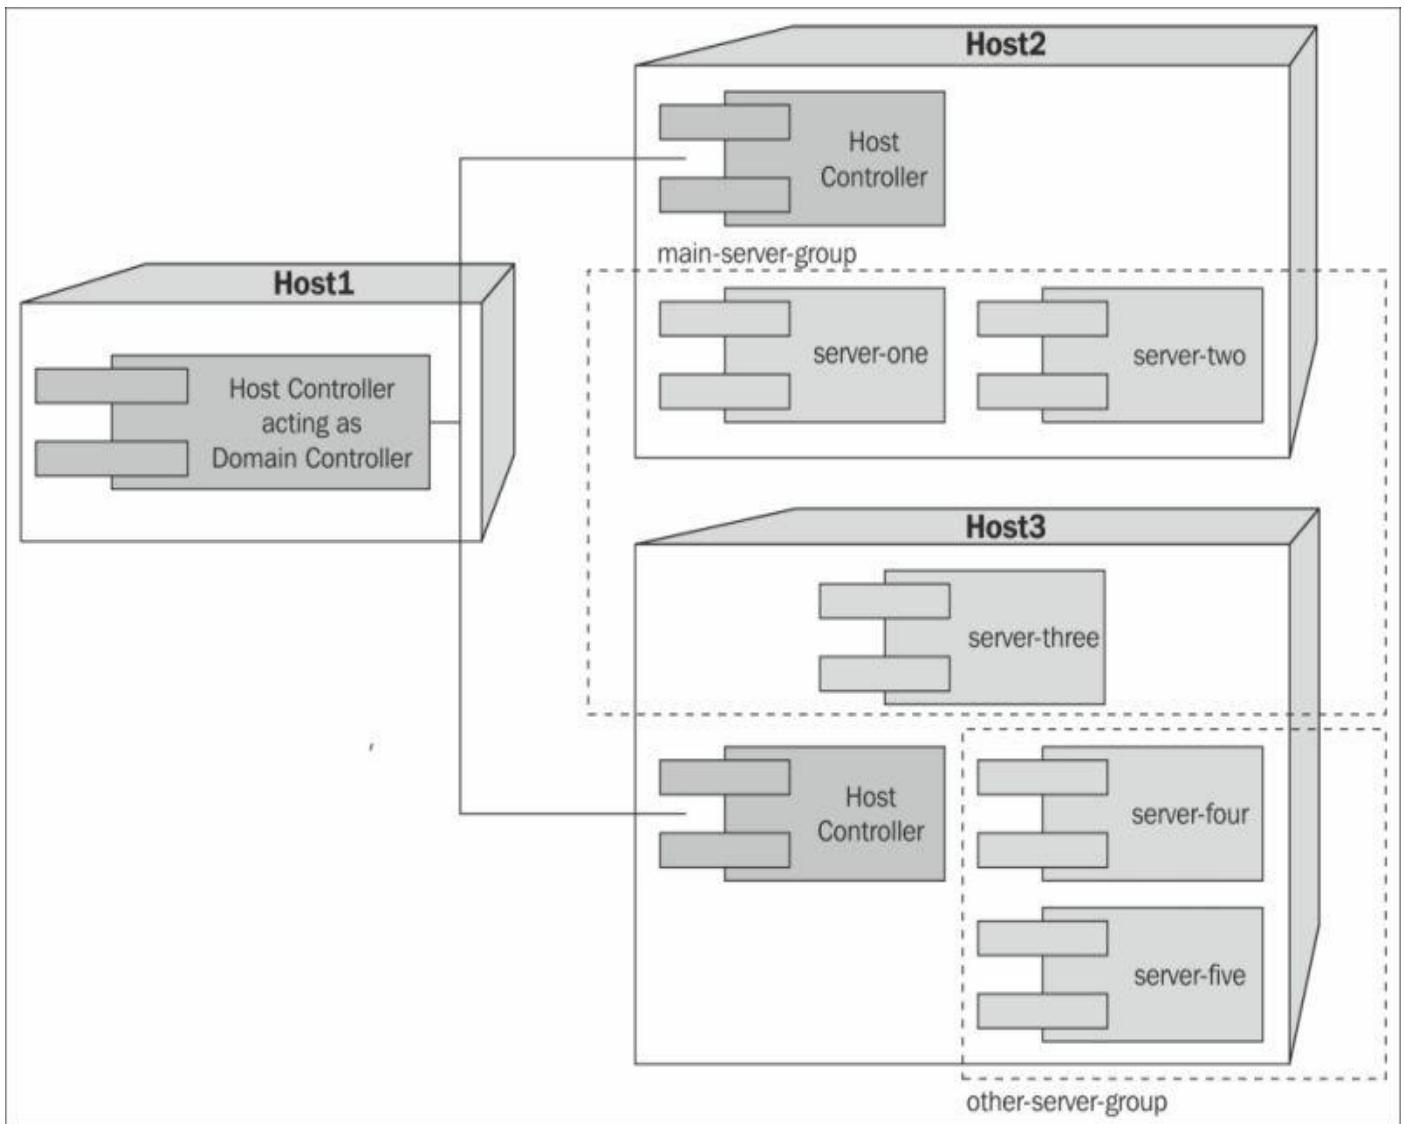 Host2
Host
Controller
main-server-group
Host1
server-one
server-two
Host Controller
acting as
Domain Controller
Host3
server-three
Host
Controller
server-four
server-five
other-server-group